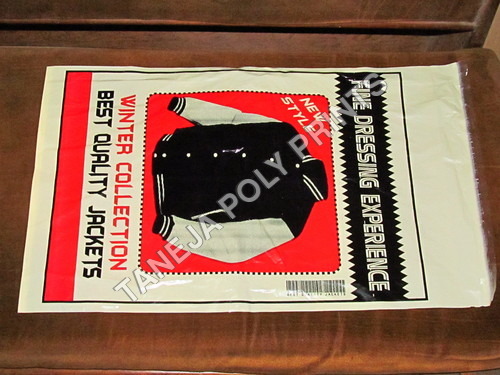 FINE DRESSING EXPERIENCE
NEW
STYLE
WINTER COLLECTION
BEST QUALITY JACKETS
TANEJA POLY PRINTS